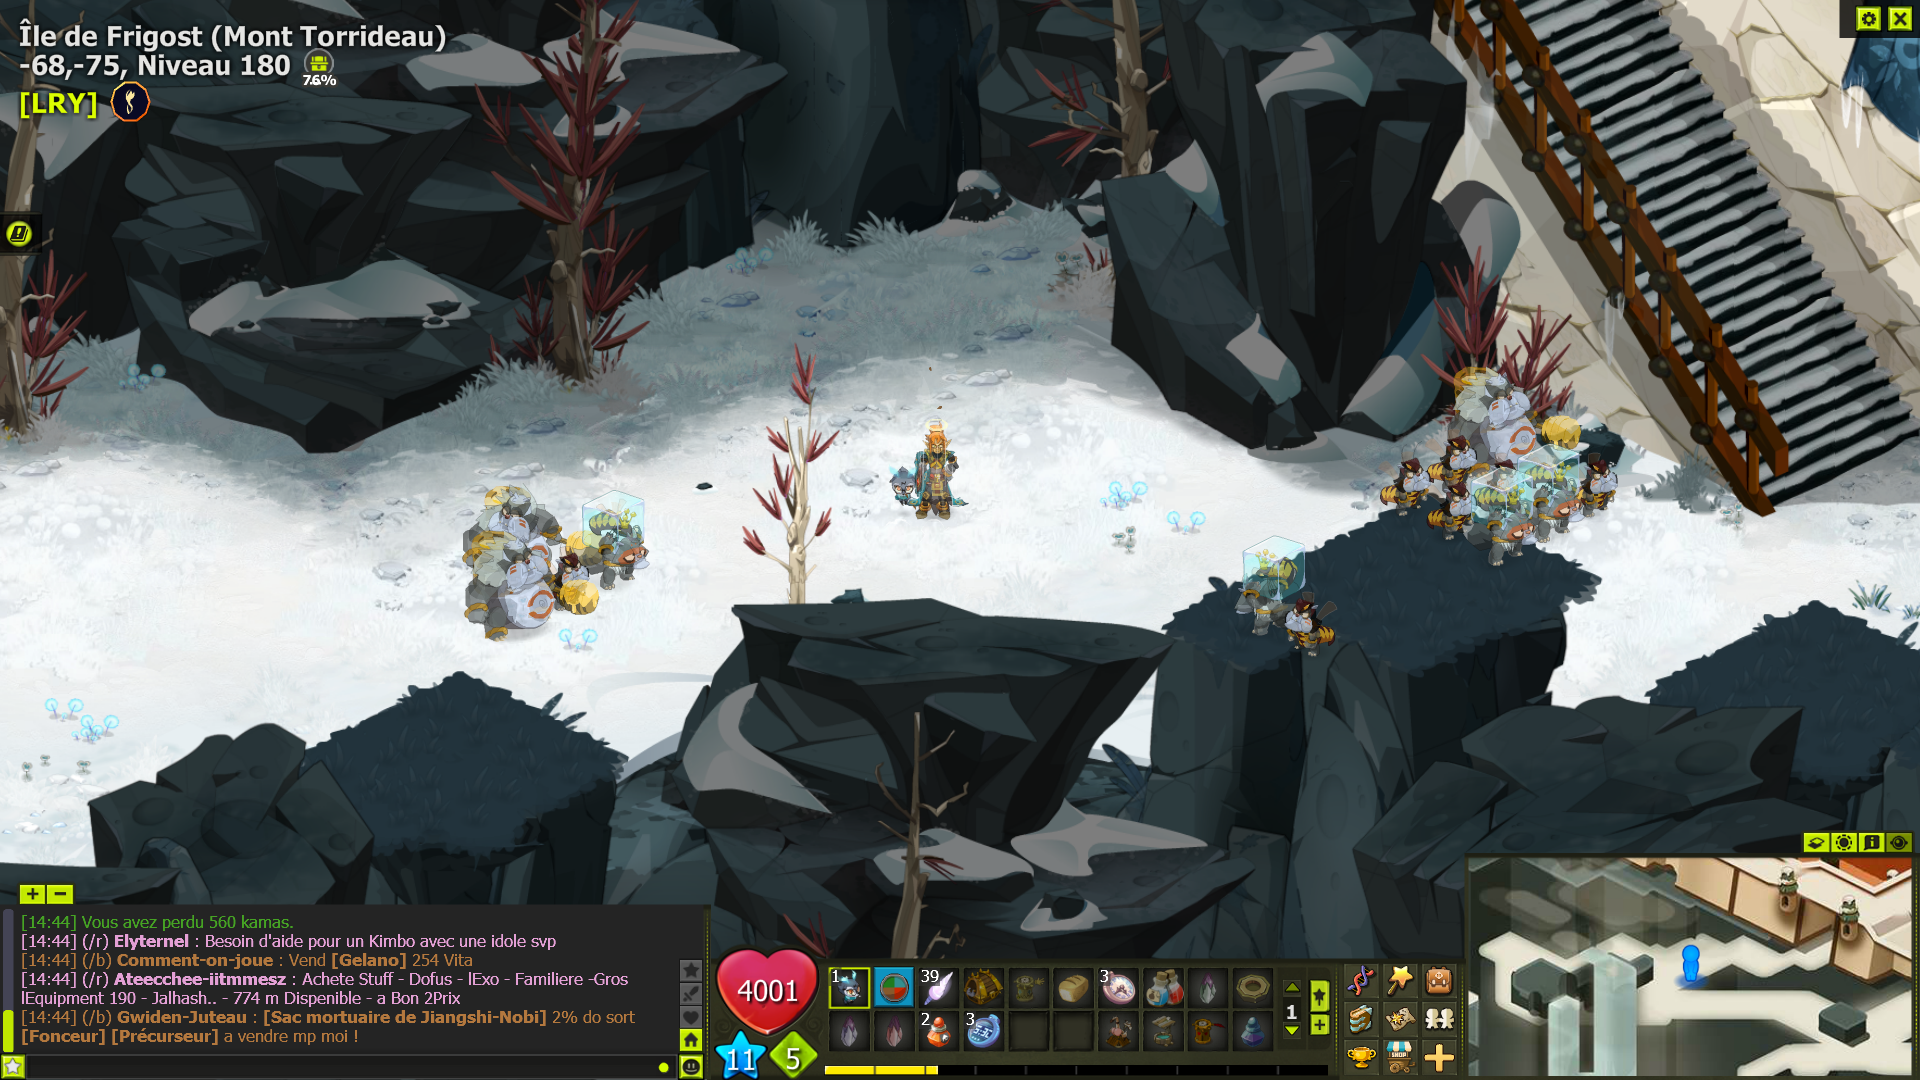 Île de Frigost (Mont Torrideau)
-68,-75, Niveau 180
76%
[LRY]
[14:44] Vous avez perdu 560 kamas.
[14:44] (/r) Elyternel : Besoin d'aide pour un Kimbo avec une idole svp
[14:44] (/b) Comment-on-joue : Vend [Gelano] 254 Vita
[14:44] (/r) Ateecchee-iitmmesz : Achete Stuff - Dofus - lExo - Familiere -Gros
lEquipment 190 - Jalhash.. - 774 m Dispenible - a Bon 2Prix
[14:44] (/b) Gwiden-Juteau : [Sac mortuaire de Jiangshi-Nobi] 2% do sort
[Fonceur] [Précurseur] a vendre mp moi !
4001
11
5
1
39
3
2
3
1
SHOP